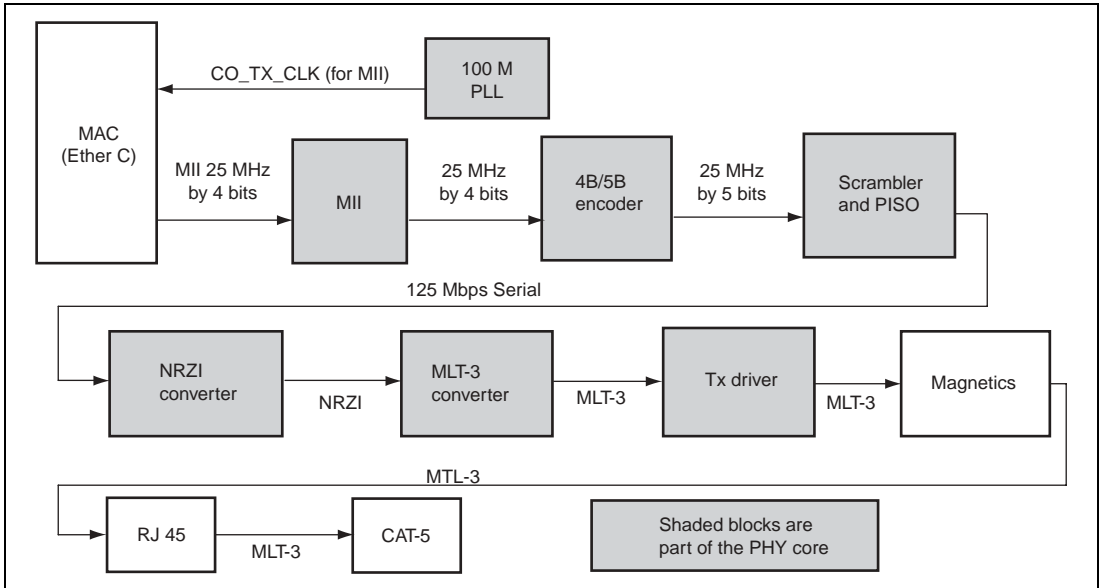 CO_TX_CLK (for MII)
100 M
PLL
MAC
(Ether C)
MII 25 MHz
by 4 bits
MII
25 MHz
by 4 bits
4B/5B
encoder
25 MHz
by 5 bits
Scrambler
and PISO
125 Mbps Serial
NRZI
converter
NRZI
MLT-3
converter
MLT-3
Tx driver
MLT-3
Magnetics
MTL-3
RJ 45
MLT-3
CAT-5
Shaded blocks are
part of the PHY core